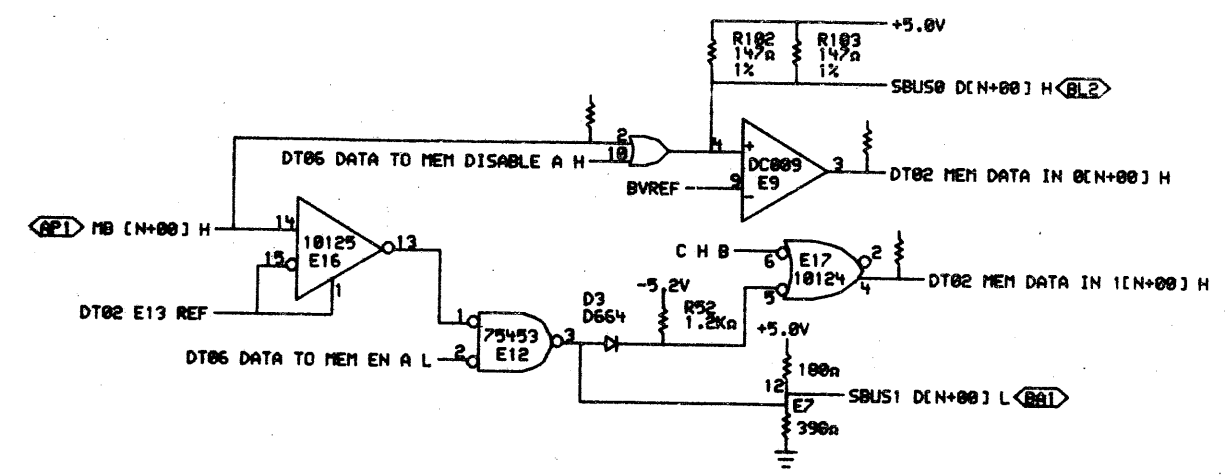 +5.0V
R102
147Ω
1%
R103
147Ω
1%
SBUS0 D[N+00] H BL2
2
10
DT06 DATA TO MEM DISABLE A H
4
+
DC009
E9
3
9
-
BVREF
DT02 MEM DATA IN 0[N+00] H
AP1 MB [N+00] H
14
10125
E16
13
15
1
DT02 E13 REF
C H B
6
E17
10124
2
5
4
DT02 MEM DATA IN 1[N+00] H
-5.2V
R52
1.2KΩ
D3
D664
1
75453
E12
3
2
DT06 DATA TO MEM EN A L
+5.0V
180Ω
12
SBUS1 D[N+00] L BA1
E7
390Ω